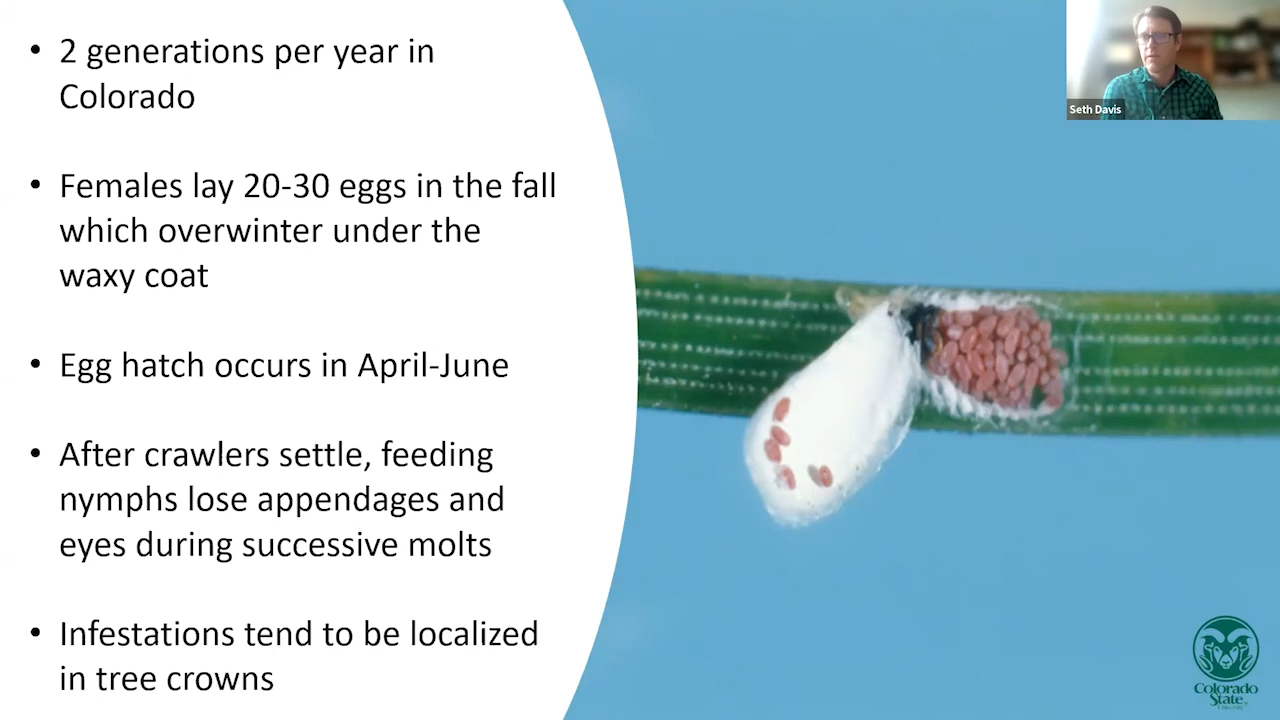 • 2 generations per year in
Colorado
• Females lay 20-30 eggs in the fall
which overwinter under the
waxy coat
• Egg hatch occurs in April-June
• After crawlers settle, feeding
nymphs lose appendages and
eyes during successive molts
• Infestations tend to be localized
in tree crowns
Seth Davis
Colorado
State